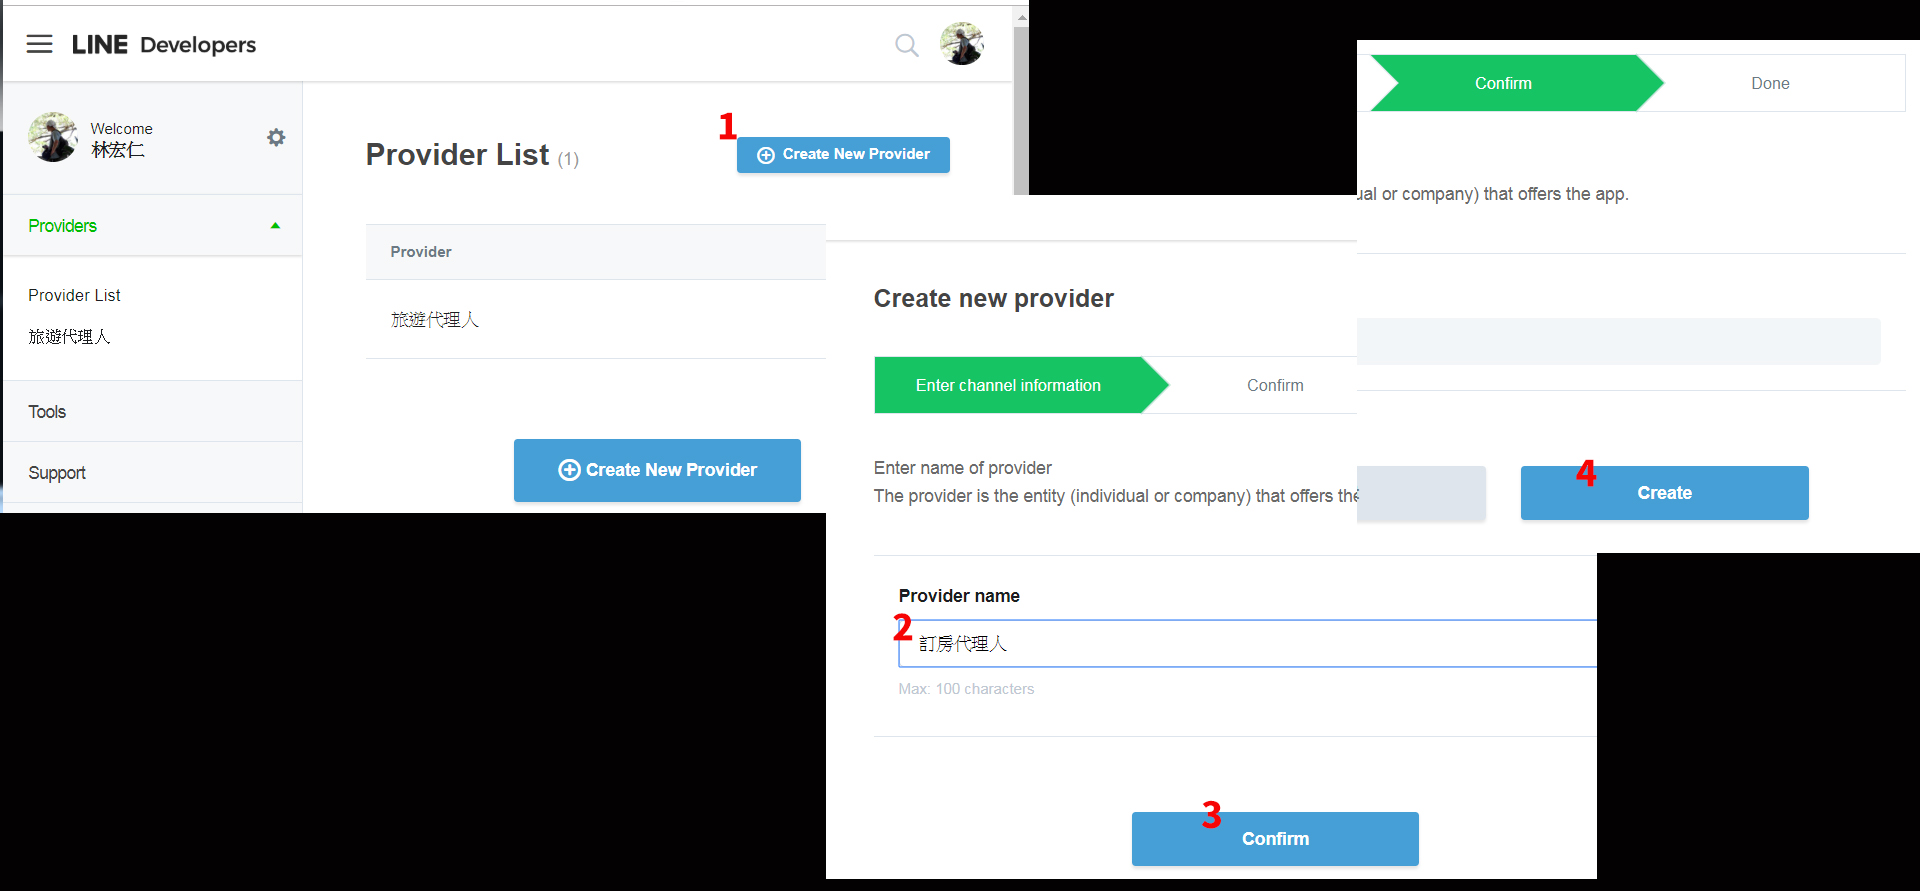 LINE Developers
Welcome
林宏仁
Providers
Provider List
旅遊代理人
Tools
Support
Provider List (1)
1
Create New Provider
Provider
旅遊代理人
Create New Provider
Create new provider
Enter channel information
Confirm
Enter name of provider
The provider is the entity (individual or company) that offers the
Provider name
2
訂房代理人
Max: 100 characters
3
Confirm
Confirm
Done
ual or company) that offers the app.
4
Create